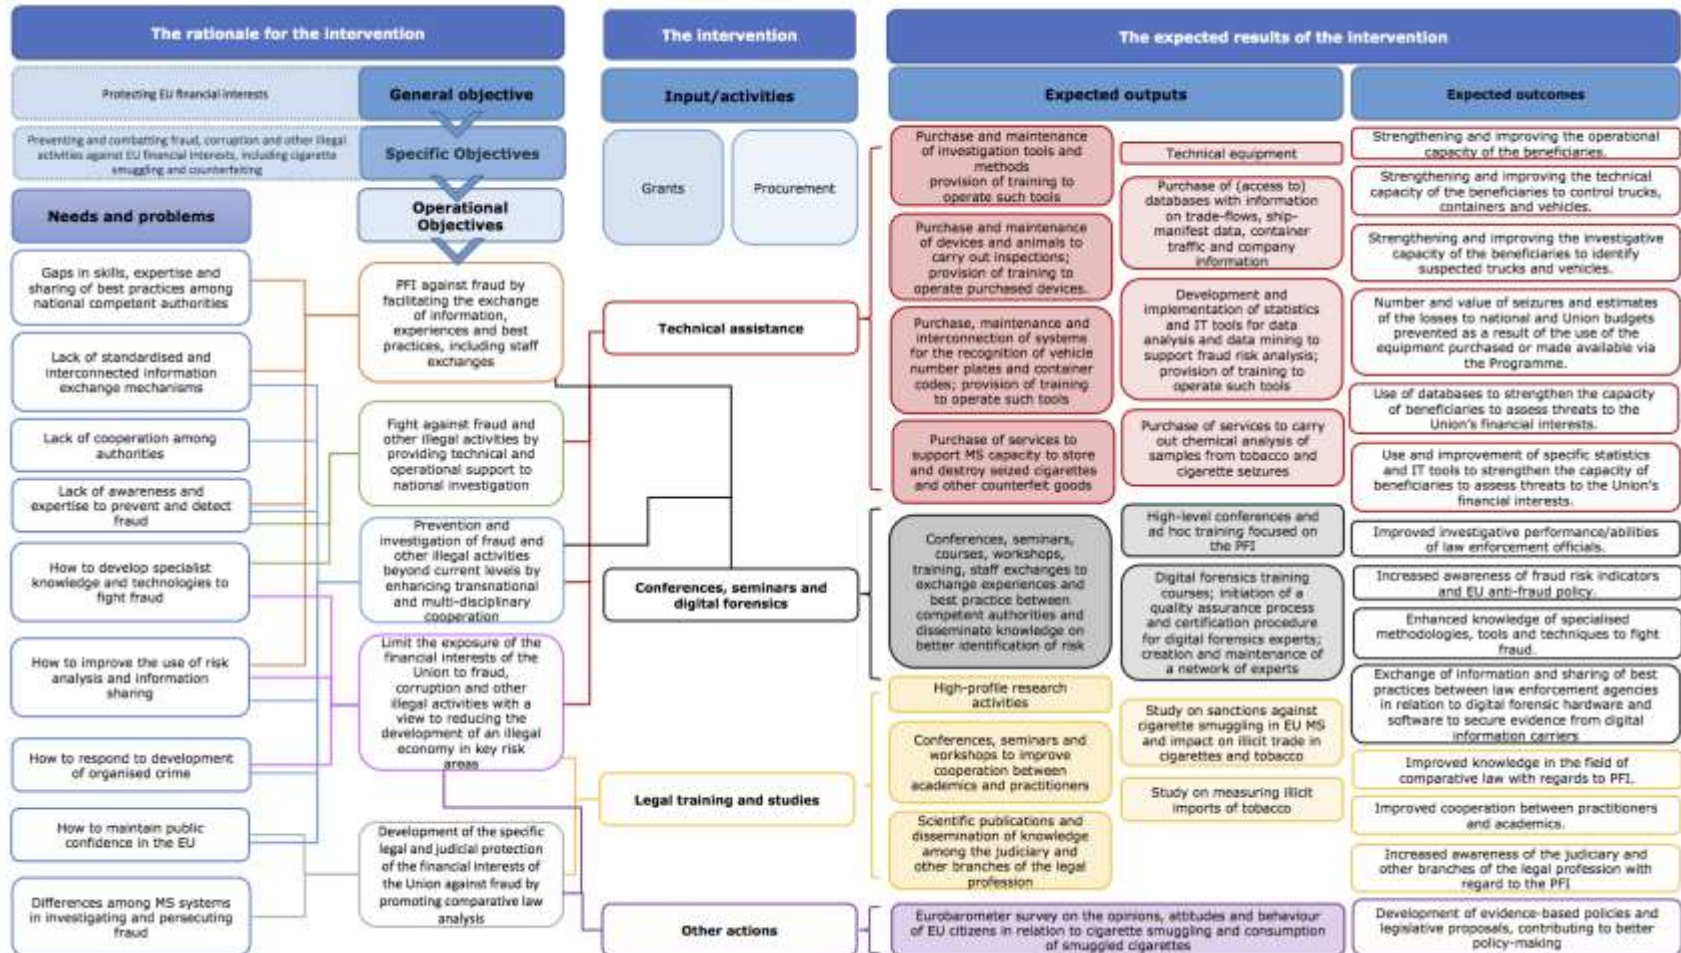 The rationale for the intervention
The intervention
The expected results of the intervention
Protecting EU financial interests
General objective
Input/activities
Expected outputs
Expected outcomes
Preventing and combatting fraud, corruption and other illegal
activities against EU financial interests, including cigarette
smuggling and counterfeiting
Specific Objectives
Needs and problems
Operational
Objectives
Grants
Procurement
Gaps in skills, expertise and
sharing of best practices among
national competent authorities
Lack of standardised and
interconnected information
exchange mechanisms
Lack of cooperation among
authorities
Lack of awareness and
expertise to prevent and detect
fraud
How to develop specialist
knowledge and technologies to
fight fraud
How to improve the use of risk
analysis and information
sharing
How to respond to development
of organised crime
How to maintain public
confidence in the EU
Differences among MS systems
in investigating and persecuting
fraud
PFI against fraud by
facilitating the exchange
of information,
experiences and best
practices, including staff
exchanges
Fight against fraud and
other illegal activities by
providing technical and
operational support to
national investigation
Prevention and
investigation of fraud and
other illegal activities
beyond current levels by
enhancing transnational
and multi-disciplinary
cooperation
Limit the exposure of the
financial interests of the
Union to fraud,
corruption and other
illegal activities with a
view to reducing the
development of an illegal
economy in key risk
areas
Development of the specific
legal and judicial protection
of the financial interests of
the Union against fraud by
promoting comparative law
analysis
Technical assistance
Conferences, seminars and
digital forensics
Legal training and studies
Other actions
Purchase and maintenance
of investigation tools and
methods
provision of training to
operate such tools
Purchase and maintenance
of devices and animals to
carry out inspections;
provision of training to
operate purchased devices.
Purchase, maintenance and
interconnection of systems
for the recognition of vehicle
number plates and container
codes; provision of training
to operate such tools
Purchase of services to
support MS capacity to store
and destroy seized cigarettes
and other counterfeit goods
Technical equipment
Purchase of (access to)
databases with information
on trade-flows, ship-
manifest data, container
traffic and company
information
Development and
implementation of statistics
and IT tools for data
analysis and data mining to
support fraud risk analysis;
provision of training to
operate such tools
Purchase of services to carry
out chemical analysis of
samples from tobacco and
cigarette seizures
Conferences, seminars,
courses, workshops,
training, staff exchanges to
exchange experiences and
best practice between
competent authorities and
disseminate knowledge on
better identification of risk
High-level conferences and
ad hoc training focused on
the PFI
Digital forensics training
courses; initiation of a
quality assurance process
and certification procedure
for digital forensics experts;
creation and maintenance of
a network of experts
High-profile research
activities
Conferences, seminars and
workshops to improve
cooperation between
academics and practitioners
Scientific publications and
dissemination of knowledge
among the judiciary and
other branches of the legal
profession
Study on sanctions against
cigarette smuggling in EU MS
and impact on illicit trade in
cigarettes and tobacco
Study on measuring illicit
imports of tobacco
Eurobarometer survey on the opinions, attitudes and behaviour
of EU citizens in relation to cigarette smuggling and consumption
of smuggled cigarettes
Strengthening and improving the operational
capacity of the beneficiaries.
Strengthening and improving the technical
capacity of the beneficiaries to control trucks,
containers and vehicles.
Strengthening and improving the investigative
capacity of the beneficiaries to identify
suspected trucks and vehicles.
Number and value of seizures and estimates
of the losses to national and Union budgets
prevented as a result of the use of the
equipment purchased or made available via
the Programme.
Use of databases to strengthen the capacity
of beneficiaries to assess threats to the
Union's financial interests.
Use and improvement of specific statistics
and IT tools to strengthen the capacity of
beneficiaries to assess threats to the Union's
financial interests.
Improved investigative performance/abilities
of law enforcement officials.
Increased awareness of fraud risk indicators
and EU anti-fraud policy.
Enhanced knowledge of specialised
methodologies, tools and techniques to fight
fraud.
Exchange of information and sharing of best
practices between law enforcement agencies
in relation to digital forensic hardware and
software to secure evidence from digital
information carriers
Improved knowledge in the field of
comparative law with regards to PFI.
Improved cooperation between practitioners
and academics.
Increased awareness of the judiciary and
other branches of the legal profession with
regard to the PFI
Development of evidence-based policies and
legislative proposals, contributing to better
policy-making